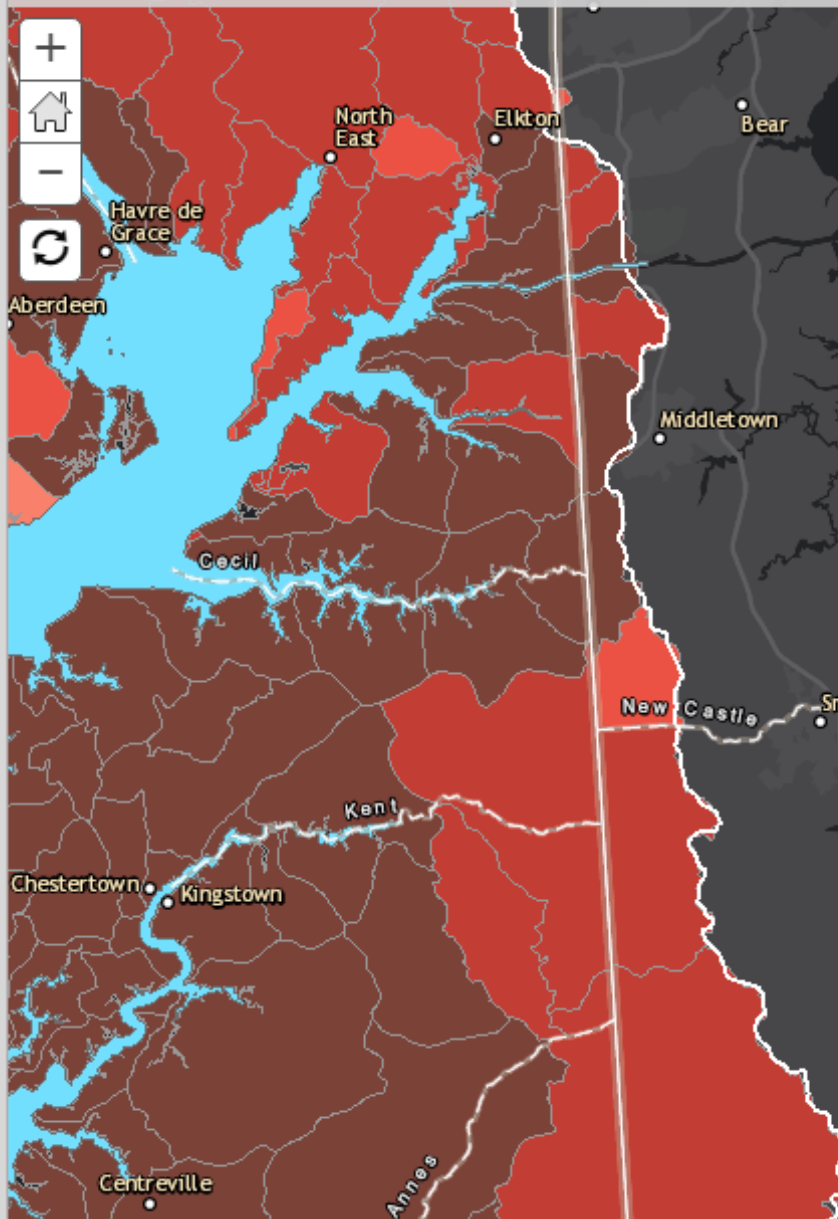 +
−
North
East
Elkton
Bear
Havre de
Grace
Aberdeen
Middletown
Cecil
New Castle
Kent
Chestertown
Kingstown
Annes
Centreville